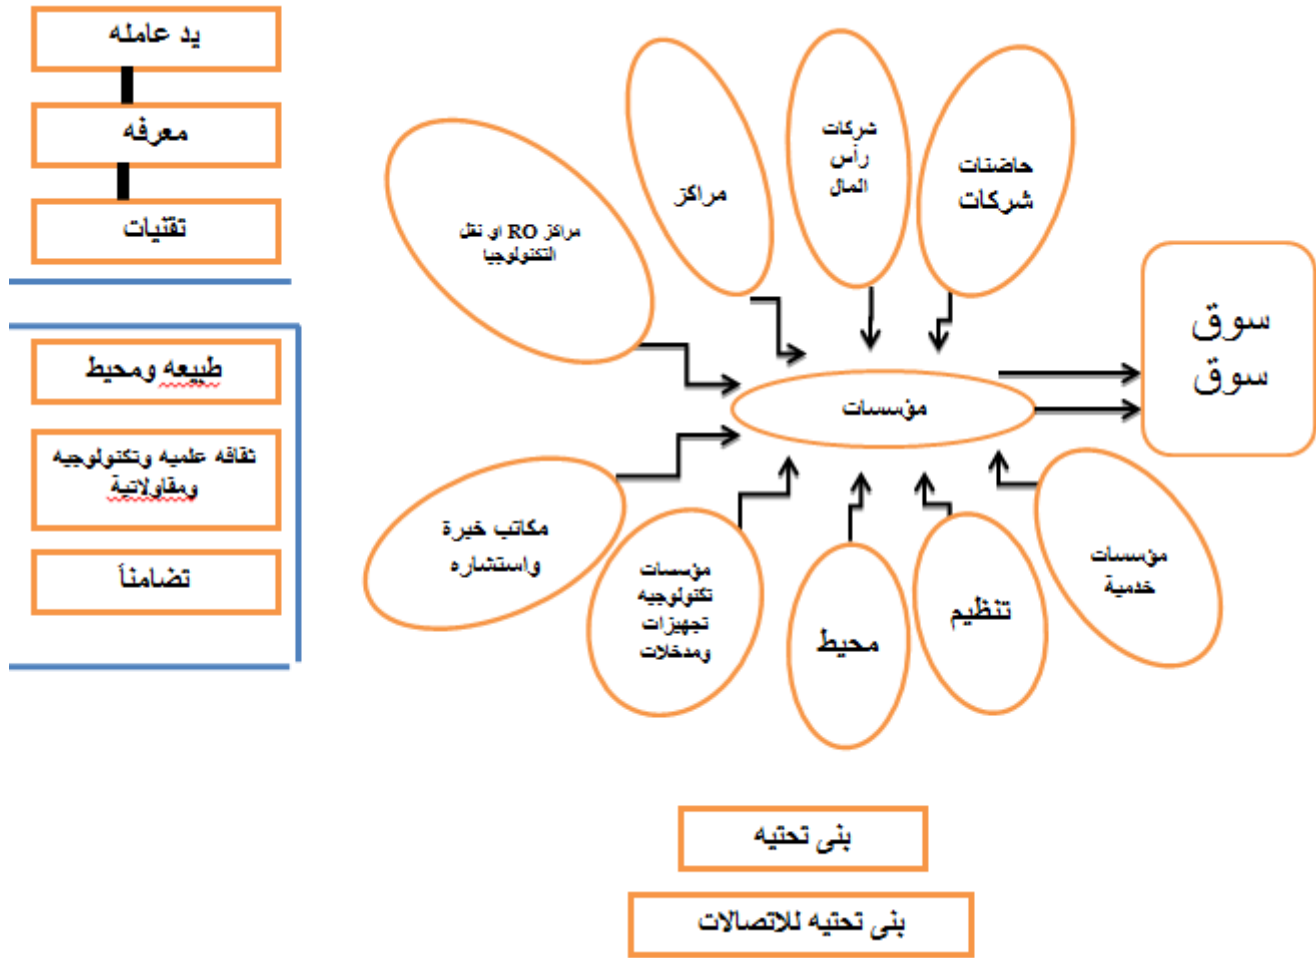 يد عامله
معرفه
تقنيات
طبيعه ومحيط
ثقافه علميه وتكنولوجيه
ومقاولاتية
تضامناً
مراكز RO او نقل
التكنولوجيا
مراكز
شركات
رأس
المال
حاضنات
شركات
سوق
سوق
مؤسسات
مكاتب خبرة
واستشاره
مؤسسات
تكنولوجيه
تجهيزات
ومدخلات
محيط
تنظيم
مؤسسات
خدمية
بنى تحتيه
بنى تحتيه للاتصالات